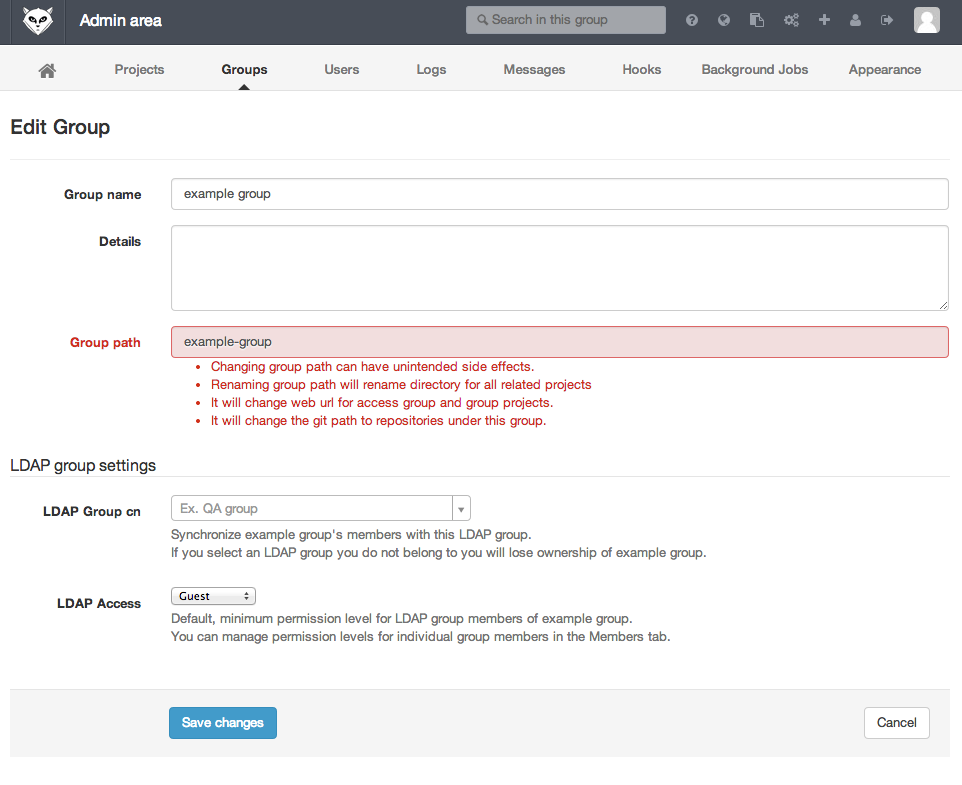 Admin area
Search in this group
Projects
Groups
Users
Logs
Messages
Hooks
Background Jobs
Appearance
Edit Group
Group name
example group
Details
Group path
example-group
Changing group path can have unintended side effects.
Renaming group path will rename directory for all related projects
It will change web url for access group and group projects.
It will change the git path to repositories under this group.
LDAP group settings
LDAP Group cn
Ex. QA group
Synchronize example group's members with this LDAP group.
If you select an LDAP group you do not belong to you will lose ownership of example group.
LDAP Access
Guest
Default, minimum permission level for LDAP group members of example group.
You can manage permission levels for individual group members in the Members tab.
Save changes
Cancel